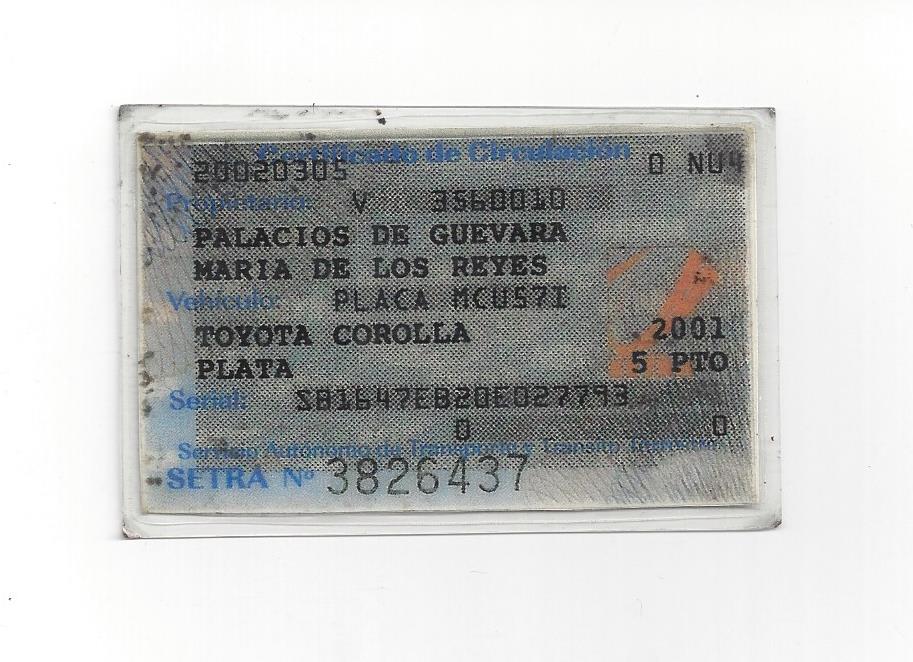 Certificado de Circulación
20020305 0 NU4
Propietario: V 3560010
PALACIOS DE GUEVARA
MARIA DE LOS REYES
Vehículo: PLACA MCU57I
TOYOTA COROLLA 2001
PLATA 5 PTO
Serial: SB1647EB20E027793
0 0
Servicio Autónomo de Transporte y Tránsito Terrestre
SETRA Nº 3826437